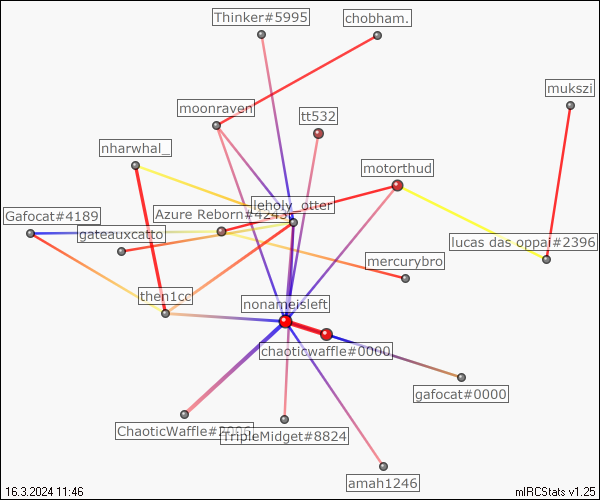 Thinker#5995
chobham.
mukszi
moonraven
tt532
nharwhal_
motorthud
leholy_otter
Gafocat#4189
Azure Reborn#4243
gateauxcatto
lucas das oppai#2396
mercurybro
then1cc
nonameisleft
chaoticwaffle#0000
gafocat#0000
ChaoticWaffle#
TripleMidget#8824
amah1246
16.3.2024 11:46
mIRCStats v1.25